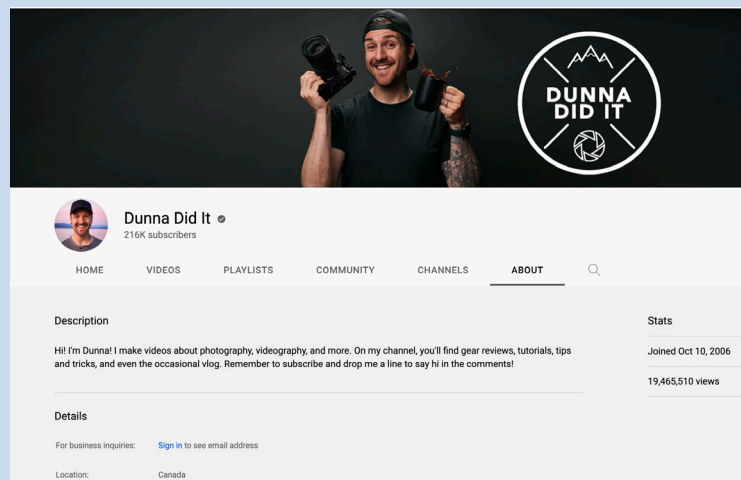 DUNNA
DID IT
Dunna Did It
216K subscribers
HOME VIDEOS PLAYLISTS COMMUNITY CHANNELS ABOUT
Description
Hi! I'm Dunna! I make videos about photography, videography, and more. On my channel, you'll find gear reviews, tutorials, tips
and tricks, and even the occasional vlog. Remember to subscribe and drop me a line to say hi in the comments!
Stats
Joined Oct 10, 2006
19,465,510 views
Details
For business inquiries: Sign in to see email address
Location: Canada